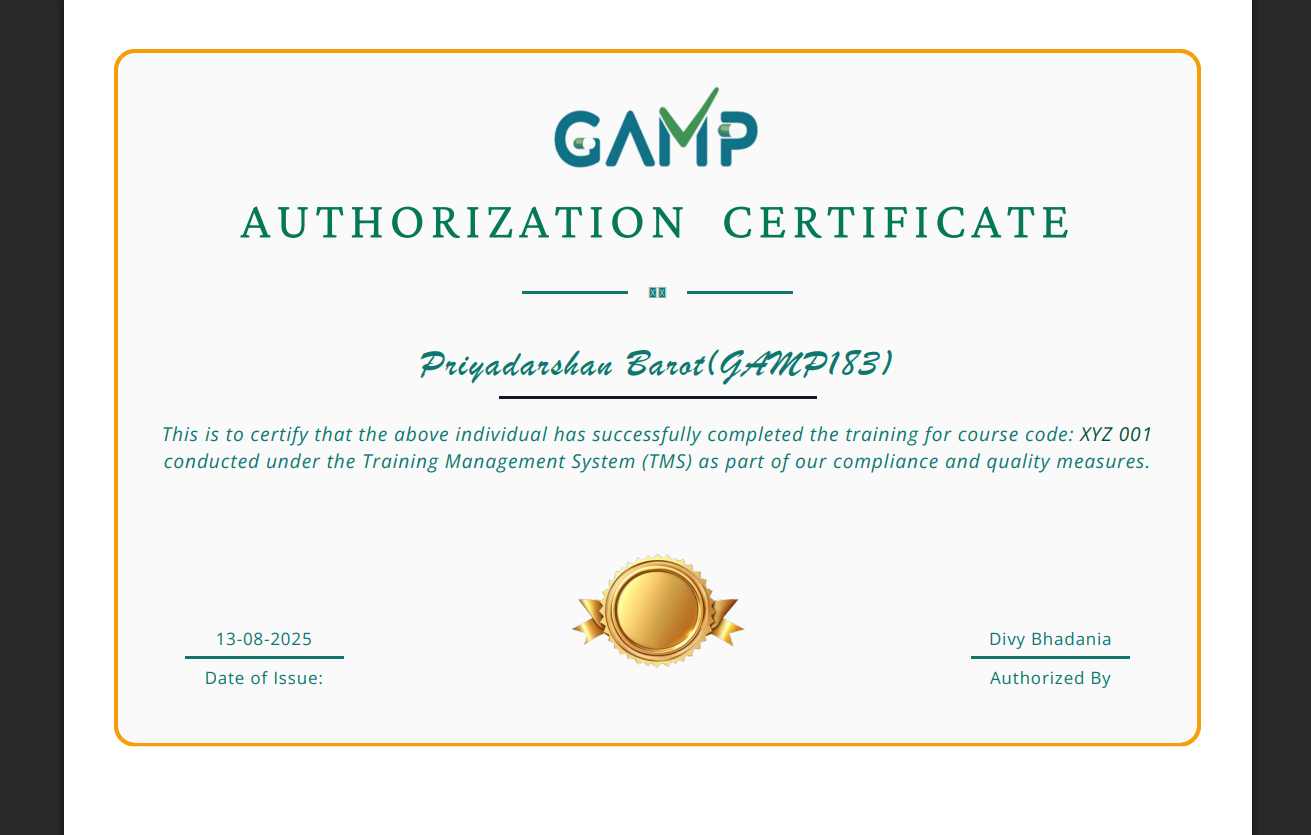 GAMP
AUTHORIZATION CERTIFICATE
Priyadarshan Barot(GAMP183)
This is to certify that the above individual has successfully completed the training for course code: XYZ 001
conducted under the Training Management System (TMS) as part of our compliance and quality measures.
13-08-2025
Date of Issue:
Divy Bhadania
Authorized By